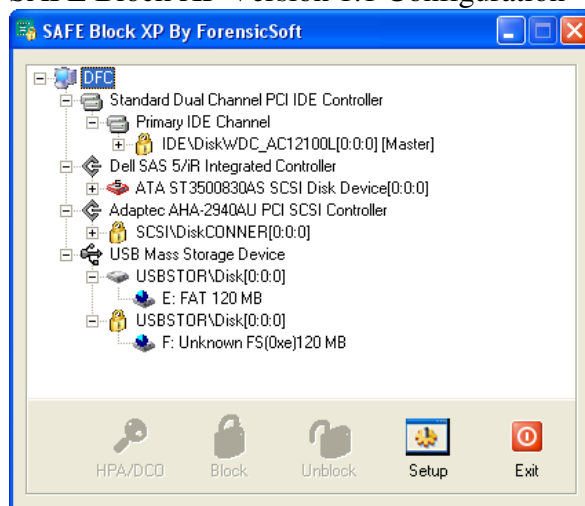 SAFE Block XP By ForensicSoft
DFC
Standard Dual Channel PCI IDE Controller
Primary IDE Channel
IDE\DiskWDC_AC12100L[0:0:0] [Master]
Dell SAS 5/iR Integrated Controller
ATA ST3500830AS SCSI Disk Device[0:0:0]
Adaptec AHA-2940AU PCI SCSI Controller
SCSI\DiskCONNER[0:0:0]
USB Mass Storage Device
USBSTOR\Disk[0:0:0]
E: FAT 120 MB
USBSTOR\Disk[0:0:0]
F: Unknown FS(0xe)120 MB
HPA/DCO Block Unblock Setup Exit